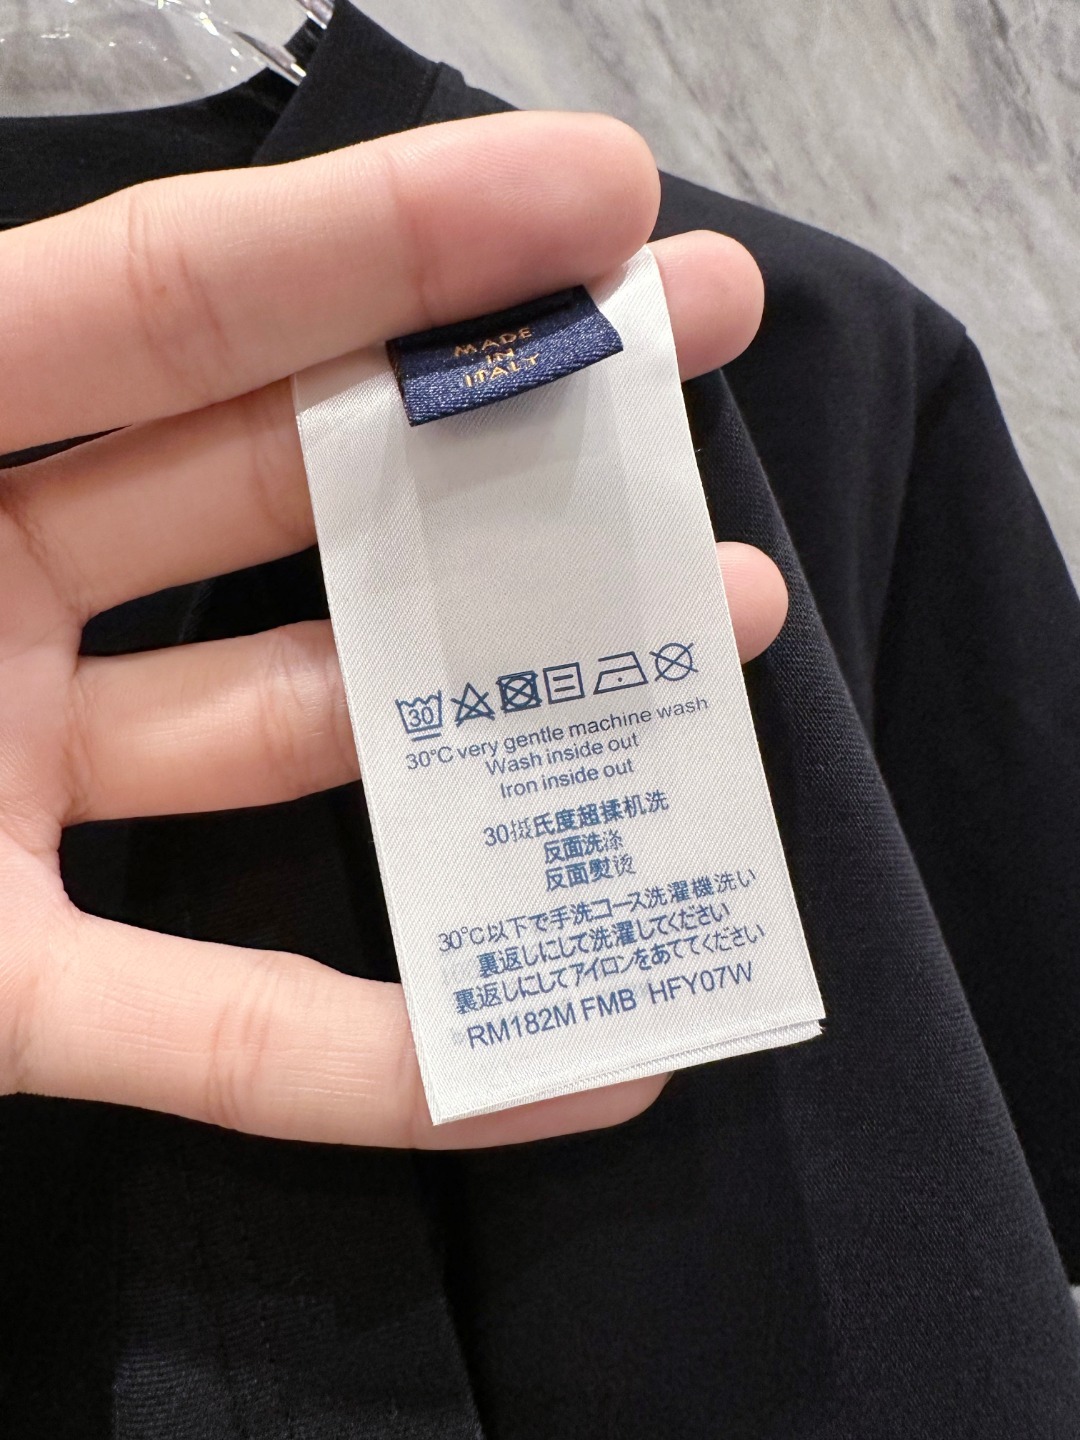 MADE
IN
ITALY
30
30°C very gentle machine wash
Wash inside out
Iron inside out
30摄氏度超揉机洗
反面洗涤
反面熨烫
30°C以下で手洗コース洗濯機洗い
裏返しにして洗濯してください
裏返しにしてアイロンをあててください
RM182M FMB HFY07W